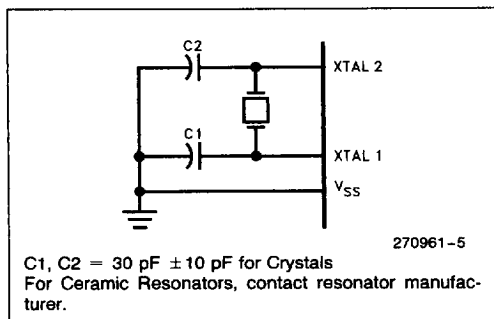 C2
XTAL 2
C1
XTAL 1
VSS
270961-5
C1, C2 = 30 pF ±10 pF for Crystals
For Ceramic Resonators, contact resonator manufac-
turer.